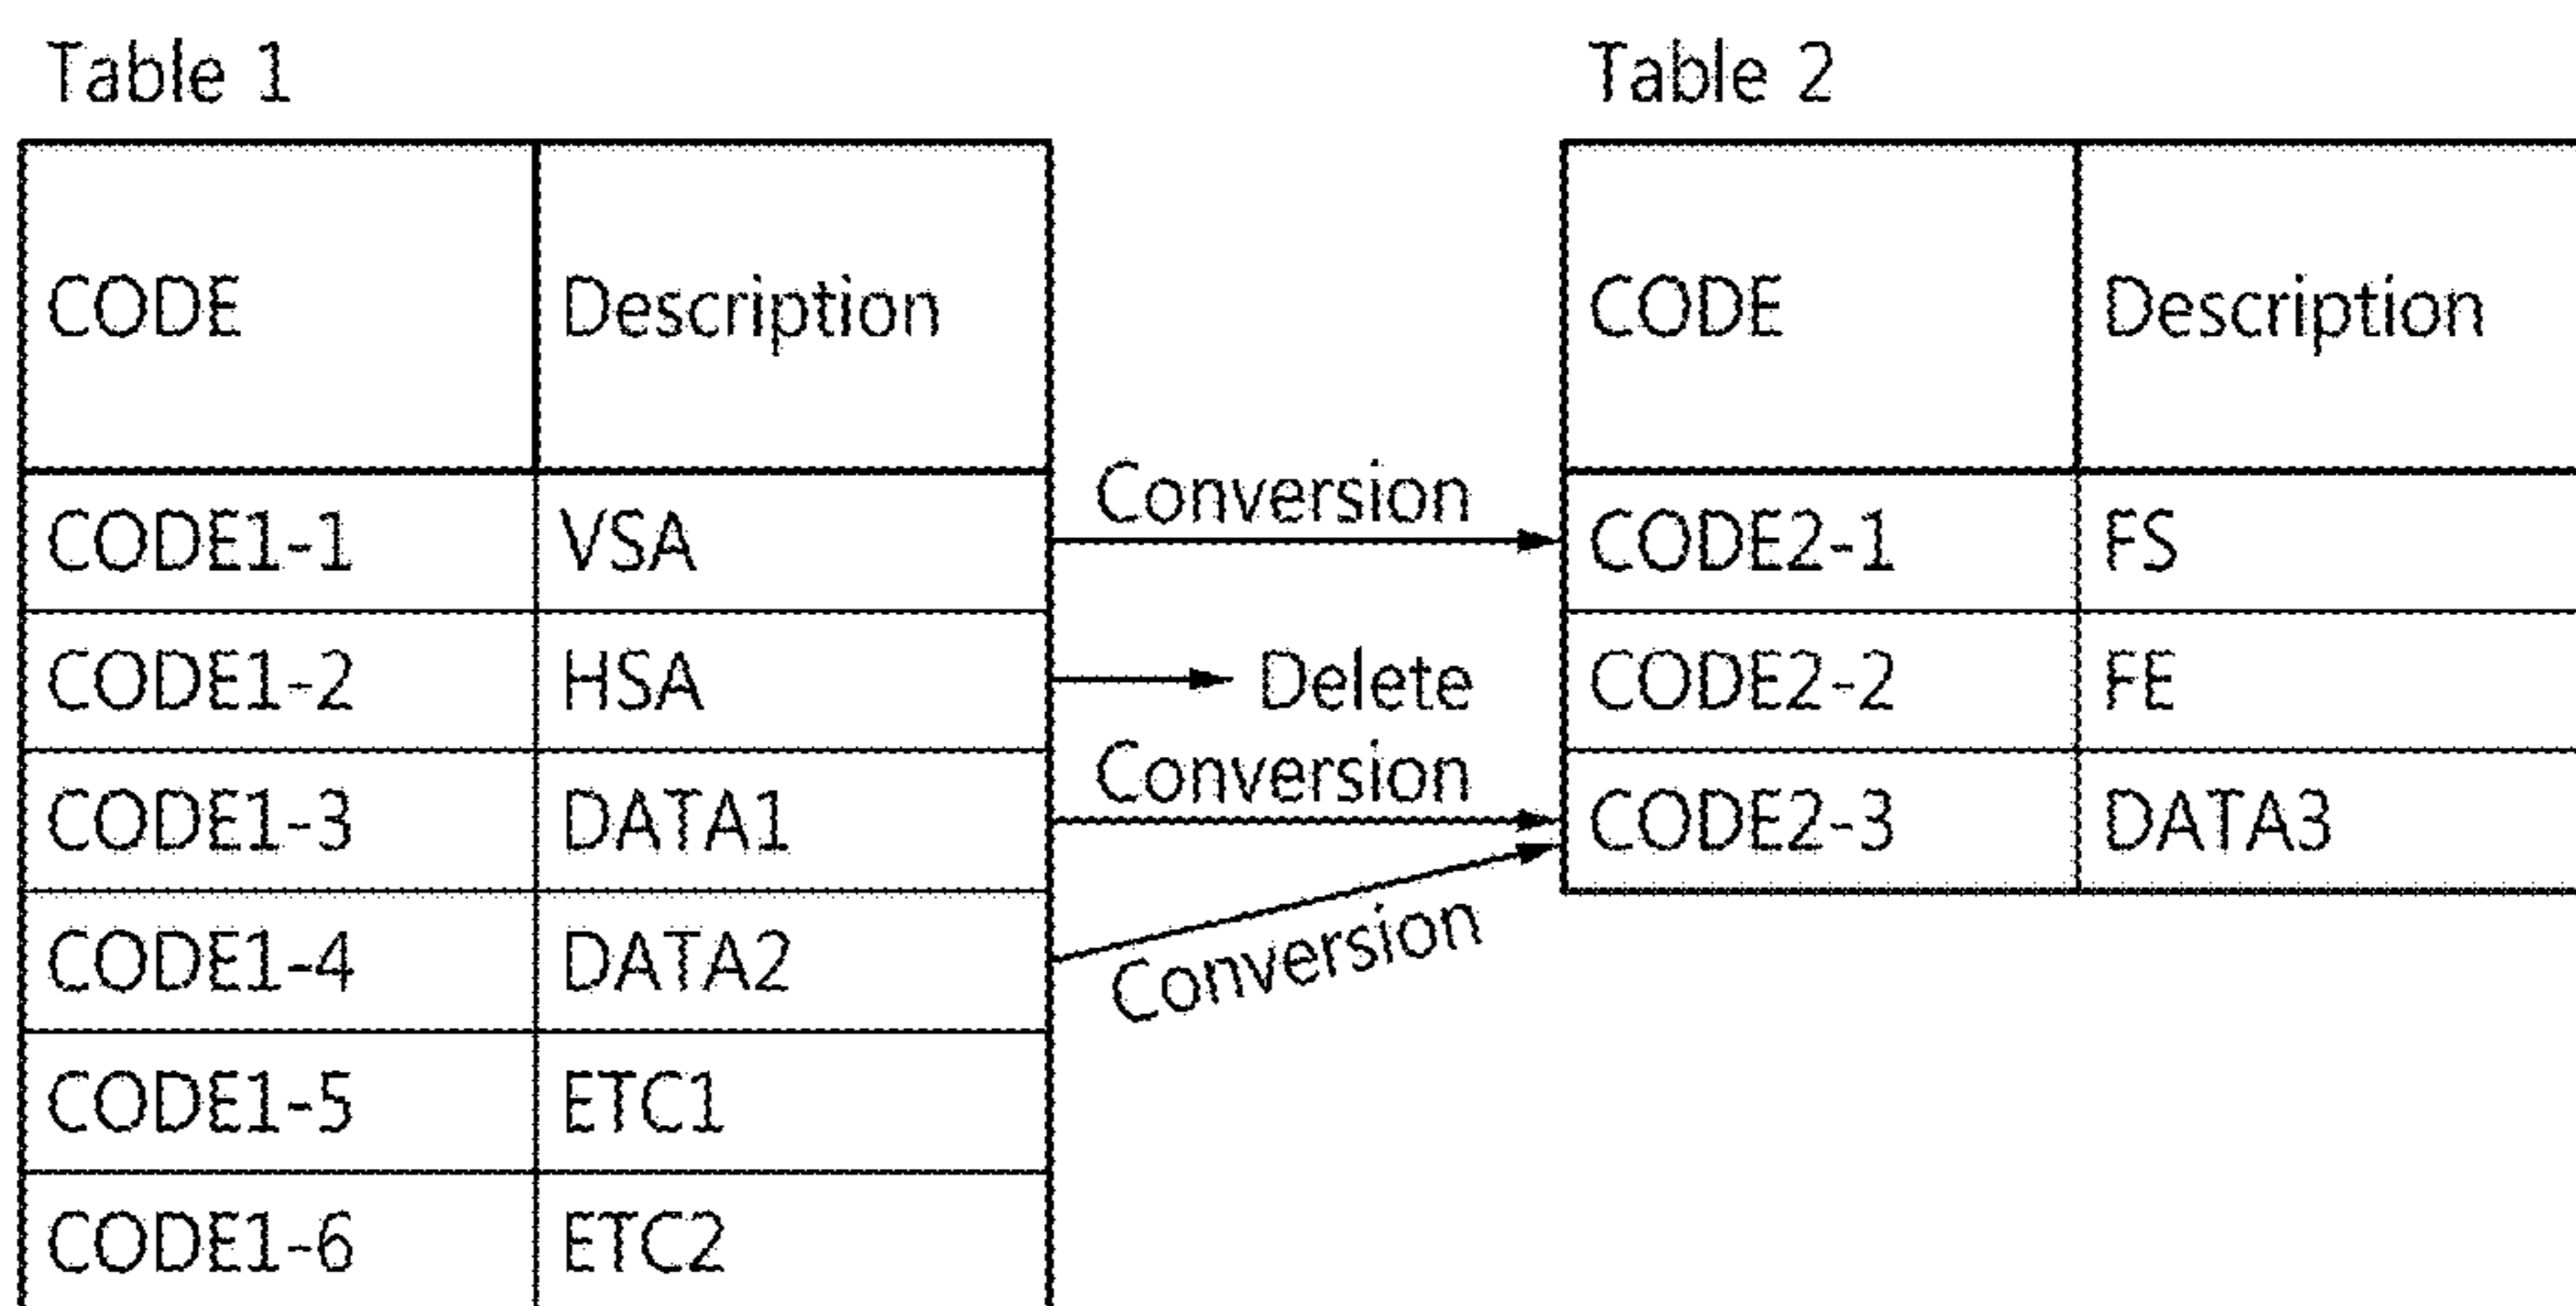 Table 1
CODE Description
CODE1-1 VSA
CODE1-2 HSA
CODE1-3 DATA1
CODE1-4 DATA2
CODE1-5 ETC1
CODE1-6 ETC2
Conversion
Delete
Conversion
Conversion
Table 2
CODE Description
CODE2-1 FS
CODE2-2 FE
CODE2-3 DATA3